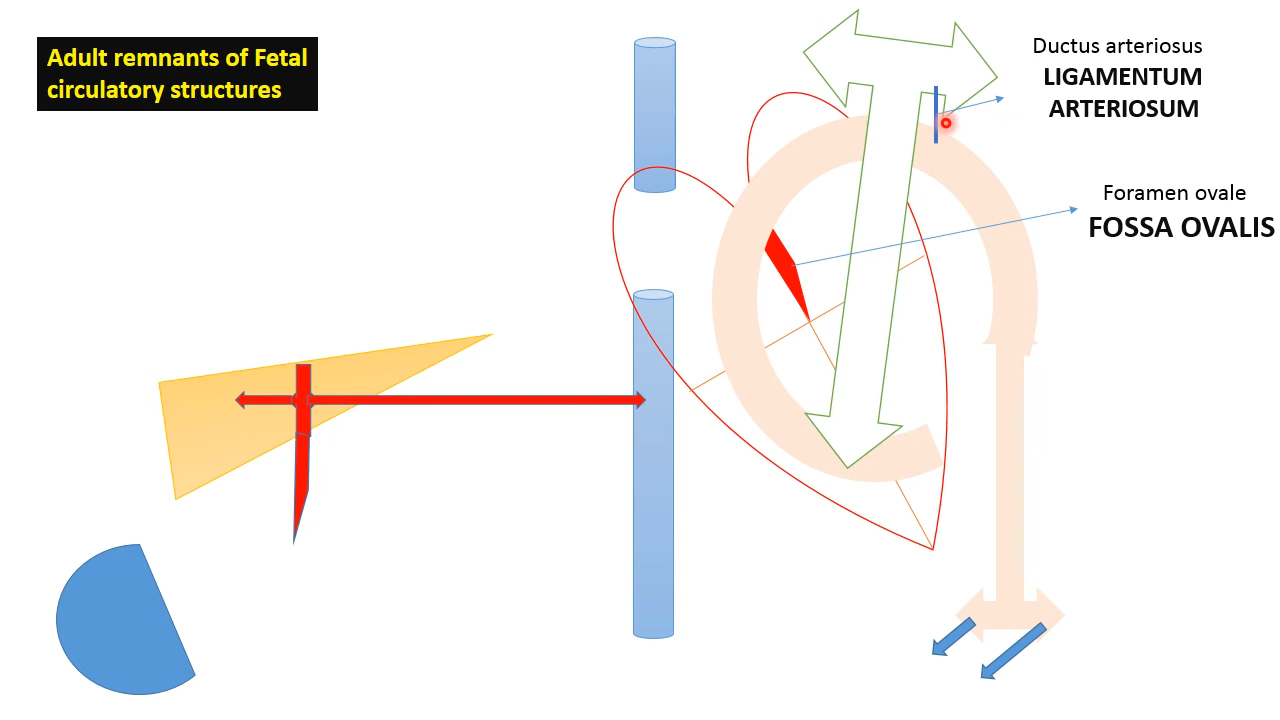 Adult remnants of Fetal
circulatory structures
Ductus arteriosus
LIGAMENTUM
ARTERIOSUM
Foramen ovale
FOSSA OVALIS